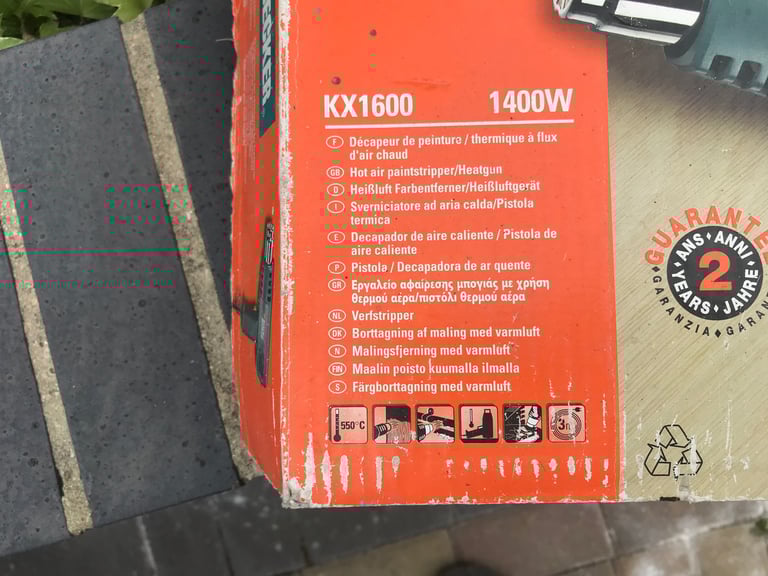 KX1600 1400W
F Décapeur de peinture / thermique à flux
d'air chaud
GB Hot air paintstripper/Heatgun
D Heißluft Farbentferner/Heißluftgerät
I Sverniciatore ad aria calda/Pistola
termica
E Decapador de aire caliente / Pistola de
aire caliente
P Pistola / Decapadora de ar quente
GR Εργαλείο αφαίρεσης μπογιάς με χρήση
θερμού αέρα/πιστόλι θερμού αέρα
NL Verfstripper
DK Borttagning af maling med varmluft
N Malingsfjerning med varmluft
FIN Maalin poisto kuumalla ilmalla
S Färgborttagning med varmluft
550°C
GUARANTEE
ANS ANNI
2
YEARS JAHRE
GARANZIA